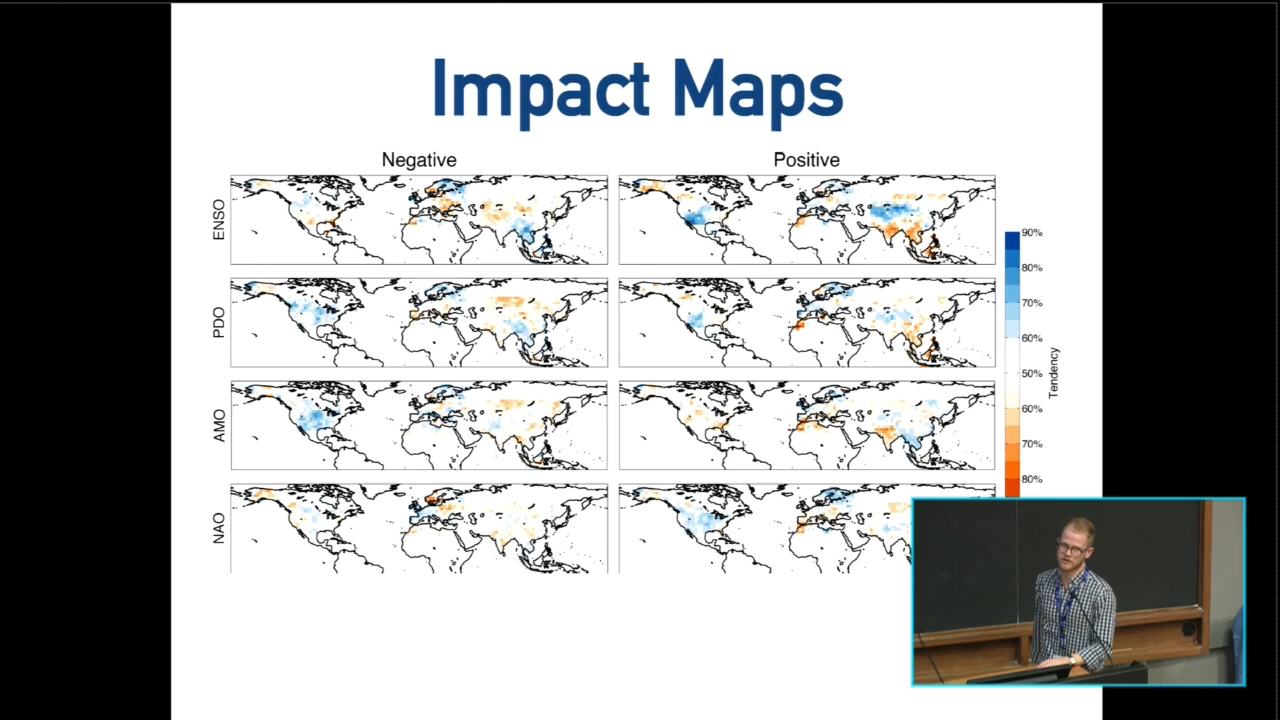 Impact Maps
Negative Positive
ENSO
PDO
AMO
NAO
90%
80%
70%
60%
50%
60%
70%
80%
Tendency